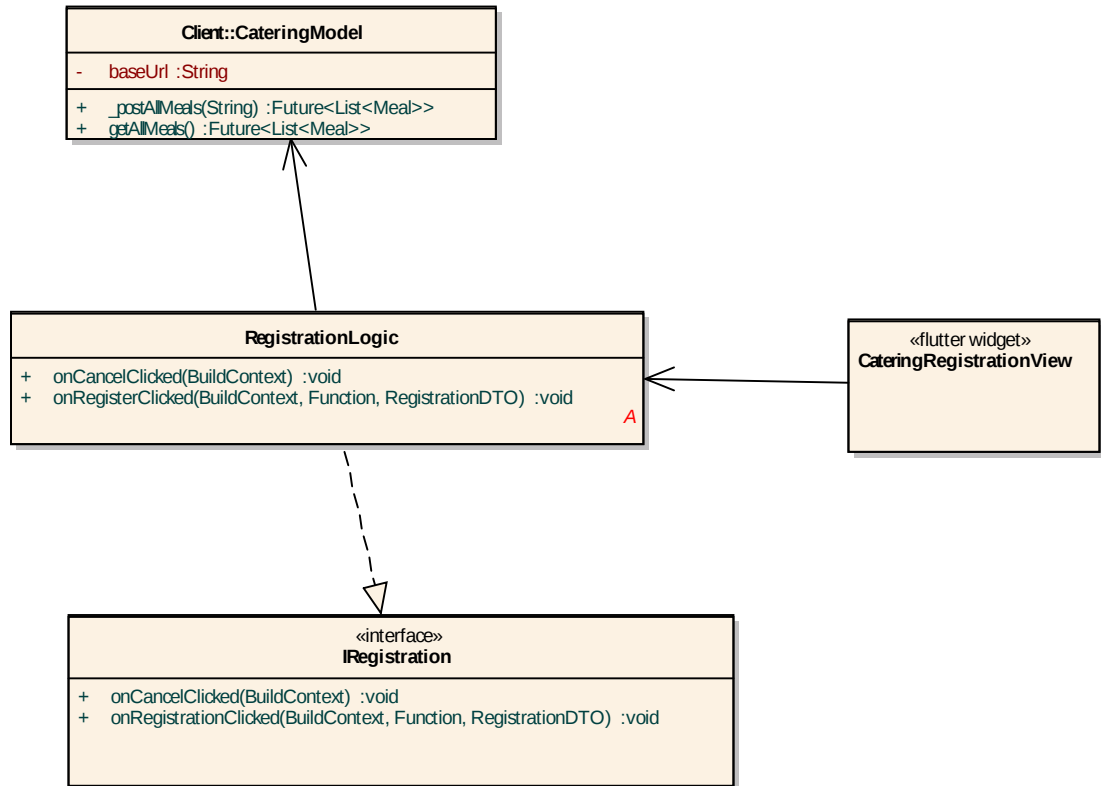 Client::CateringModel
- baseUrl :String
+ _postAllMeals(String) :Future<List<Meal>>
+ getAllMeals() :Future<List<Meal>>
RegistrationLogic
+ onCancelClicked(BuildContext) :void
+ onRegisterClicked(BuildContext, Function, RegistrationDTO) :void
A
«flutter widget»
CateringRegistrationView
«interface»
IRegistration
+ onCancelClicked(BuildContext) :void
+ onRegistrationClicked(BuildContext, Function, RegistrationDTO) :void